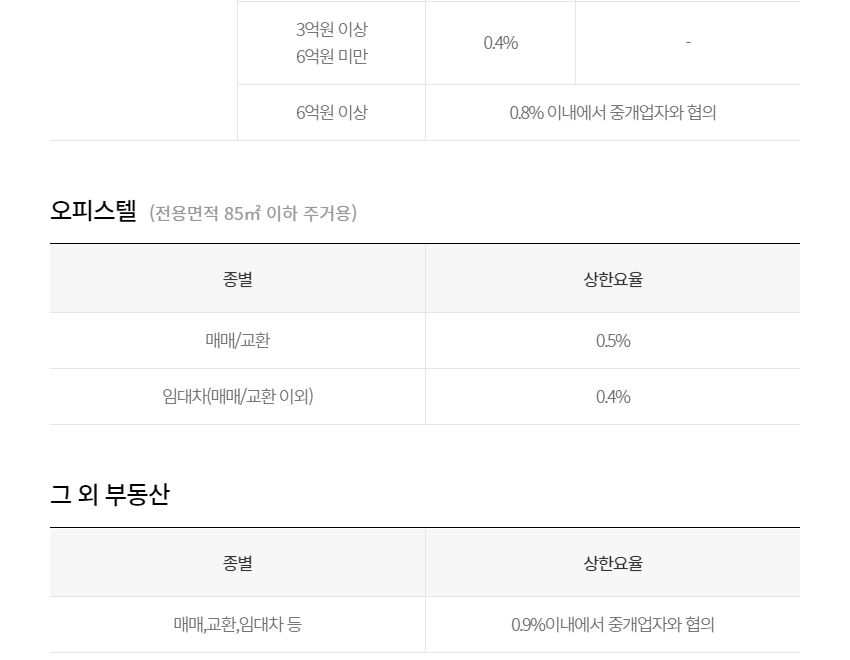 3억원 이상
6억원 미만
0.4%
-
6억원 이상
0.8% 이내에서 중개업자와 협의
오피스텔 (전용면적 85㎡ 이하 주거용)
종별
상한요율
매매/교환
0.5%
임대차(매매/교환 이외)
0.4%
그 외 부동산
종별
상한요율
매매,교환,임대차 등
0.9%이내에서 중개업자와 협의